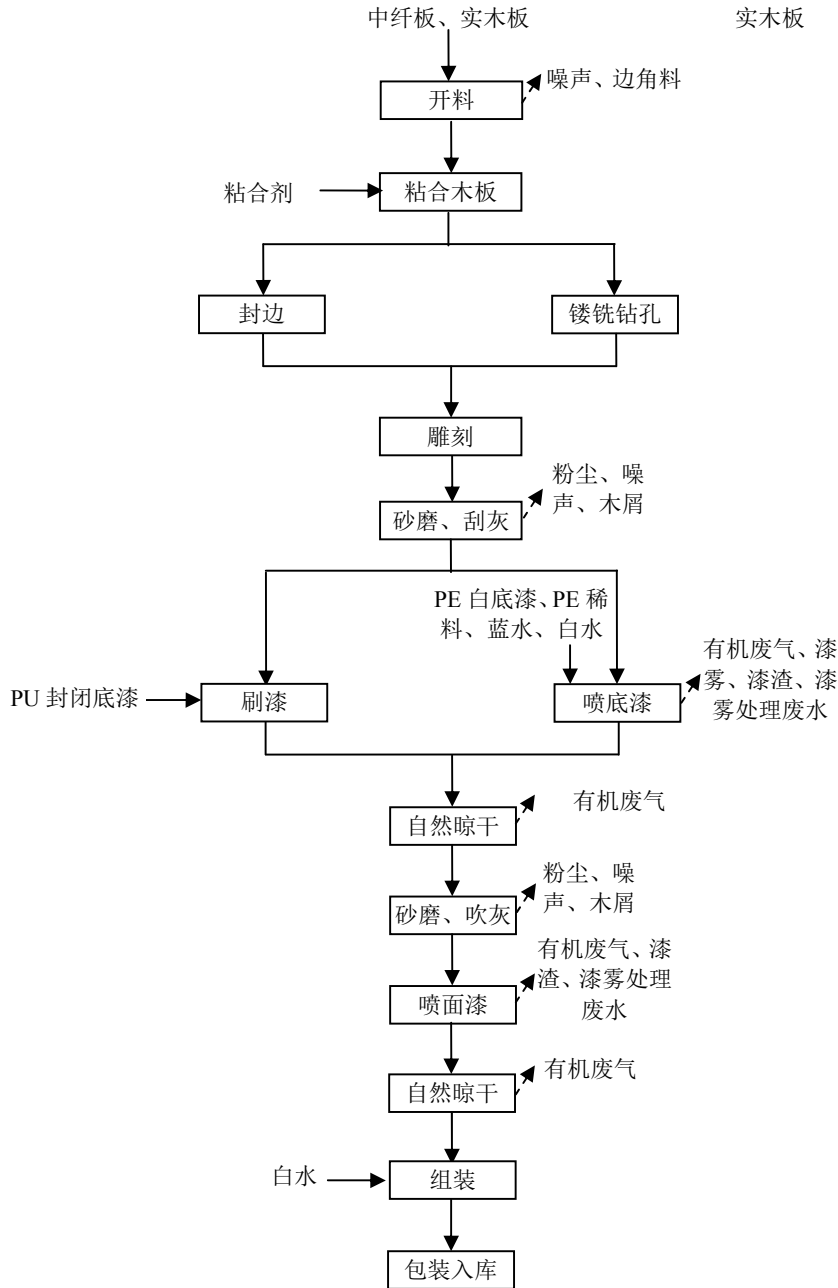 中纤板、实木板
实木板
噪声、边角料
开料
粘合剂
粘合木板
封边
镂铣钻孔
雕刻
粉尘、噪
声、木屑
砂磨、刮灰
PE 白底漆、PE 稀
料、蓝水、白水
有机废气、漆
雾、漆渣、漆
雾处理废水
PU 封闭底漆
刷漆
喷底漆
有机废气
自然晾干
粉尘、噪
声、木屑
砂磨、吹灰
有机废气、漆
渣、漆雾处理
废水
喷面漆
有机废气
自然晾干
白水
组装
包装入库